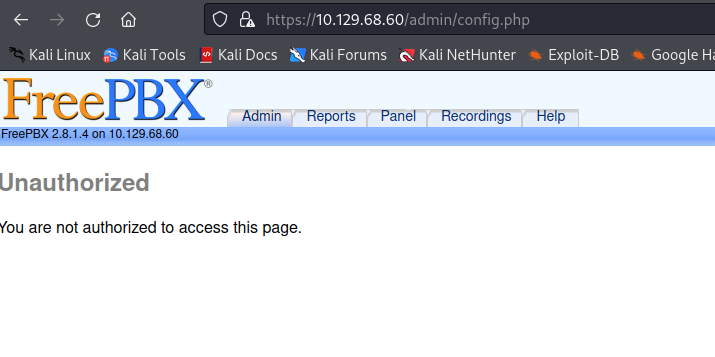 https://10.129.68.60/admin/config.php
Kali Linux Kali Tools Kali Docs Kali Forums Kali NetHunter Exploit-DB Google Ha
FreePBX®
Admin Reports Panel Recordings Help
FreePBX 2.8.1.4 on 10.129.68.60
Unauthorized
You are not authorized to access this page.